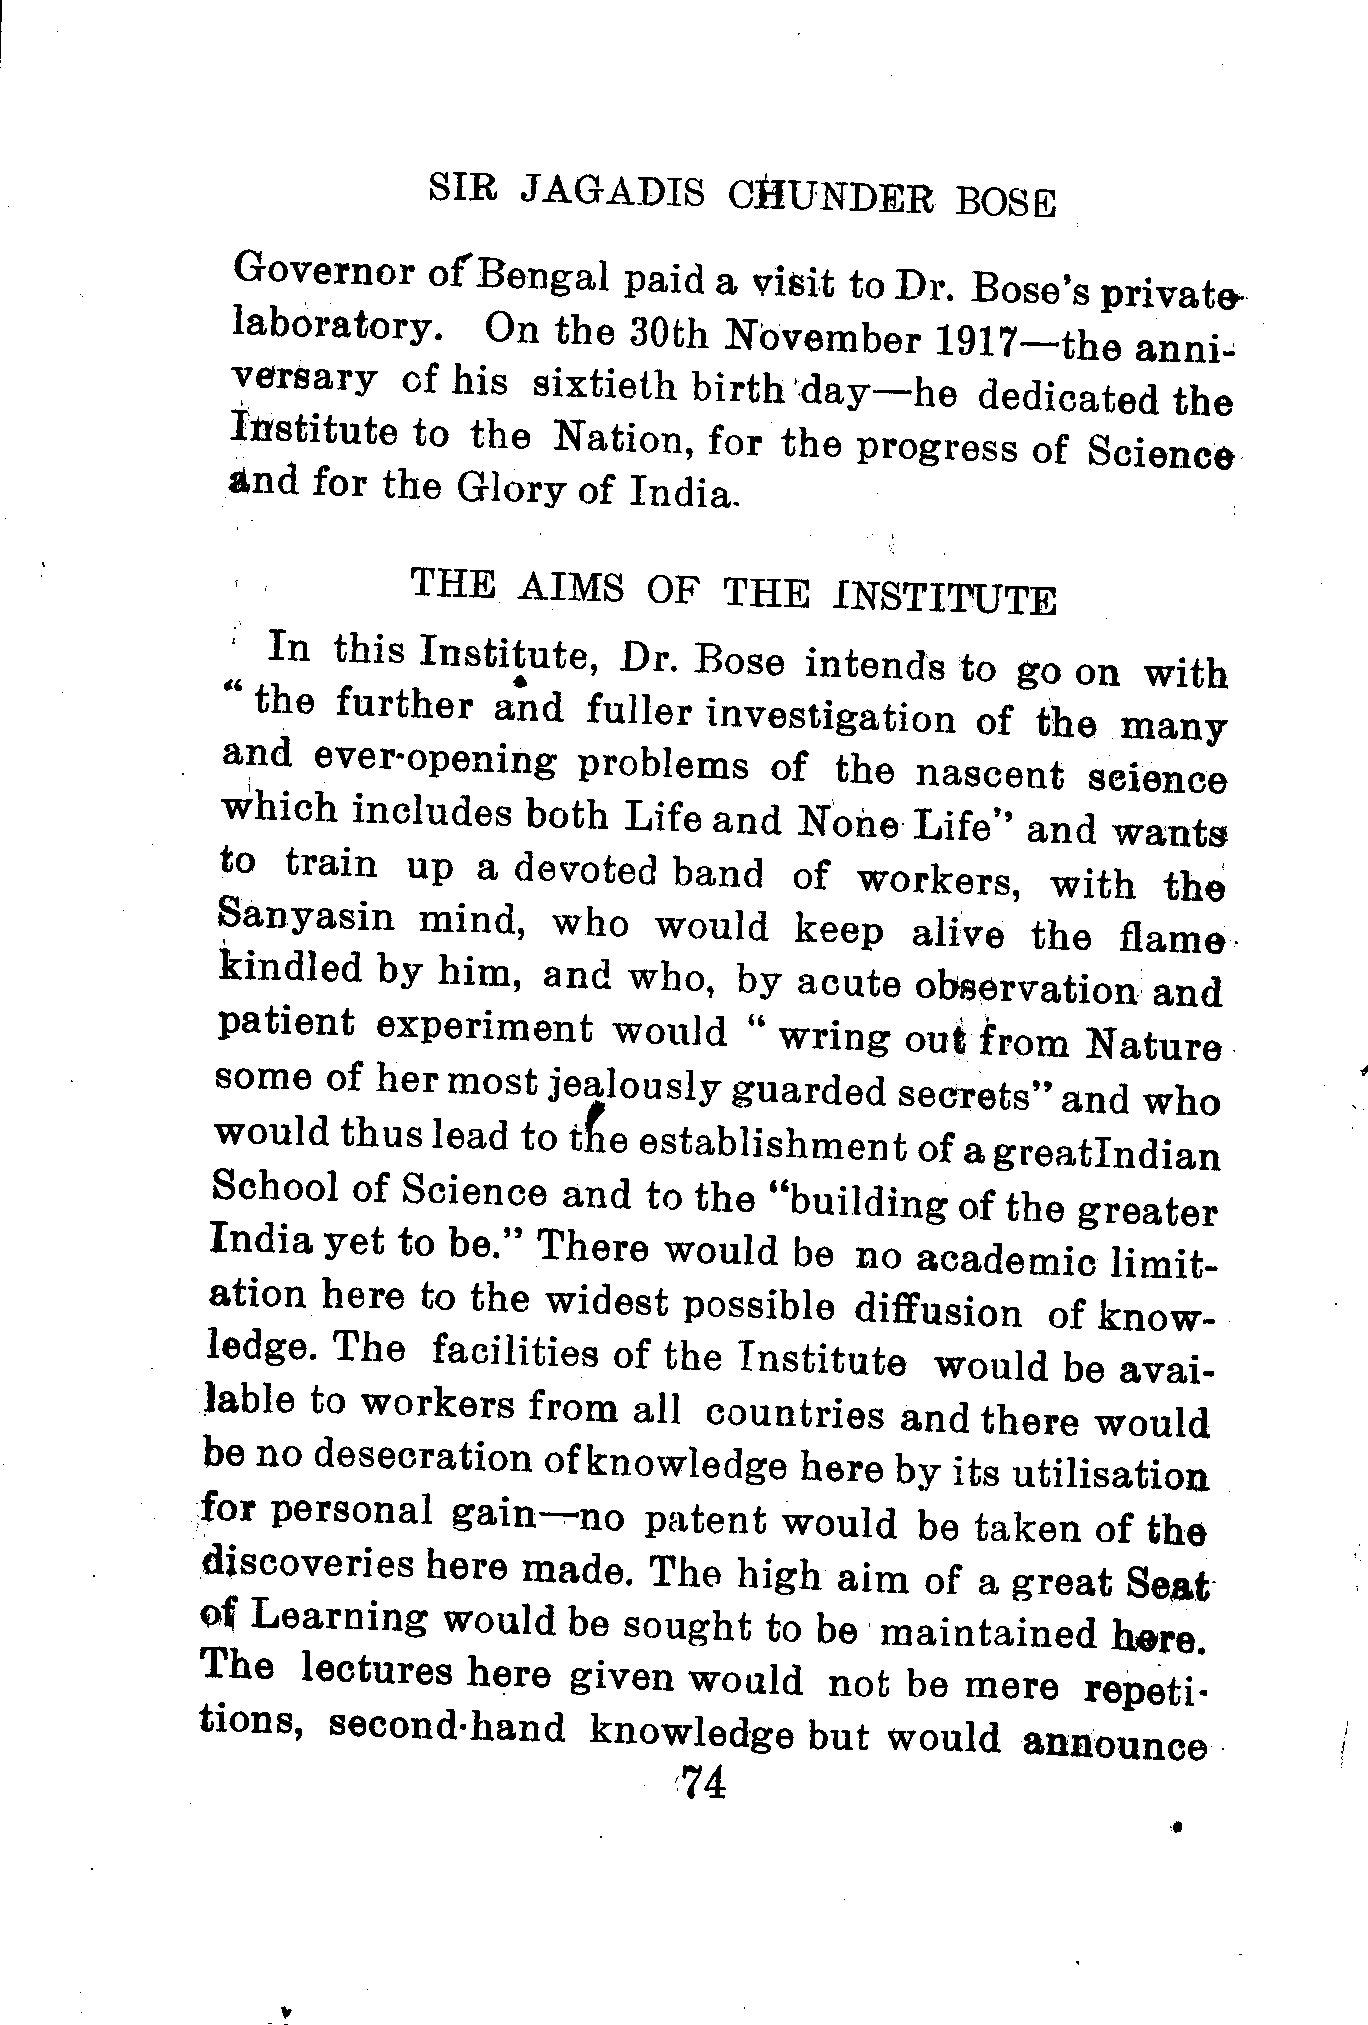 SIR JAGADIS CHUNDER BOSE
Governor of Bengal paid a visit to Dr. Bose's private
laboratory. On the 30th November 1917—the anni-
versary of his sixtieth birth day—he dedicated the
Institute to the Nation, for the progress of Science
and for the Glory of India.
THE AIMS OF THE INSTITUTE
In this Institute, Dr. Bose intends to go on with
“ the further and fuller investigation of the many
and ever-opening problems of the nascent science
which includes both Life and None Life” and wants
to train up a devoted band of workers, with the
Sanyasin mind, who would keep alive the flame
kindled by him, and who, by acute observation and
patient experiment would “ wring out from Nature
some of her most jealously guarded secrets” and who
would thus lead to the establishment of a greatIndian
School of Science and to the “building of the greater
India yet to be.” There would be no academic limit-
ation here to the widest possible diffusion of know-
ledge. The facilities of the Institute would be avai-
lable to workers from all countries and there would
be no desecration of knowledge here by its utilisation
for personal gain—no patent would be taken of the
discoveries here made. The high aim of a great Seat
of Learning would be sought to be maintained here.
The lectures here given would not be mere repeti-
tions, second-hand knowledge but would announce
74